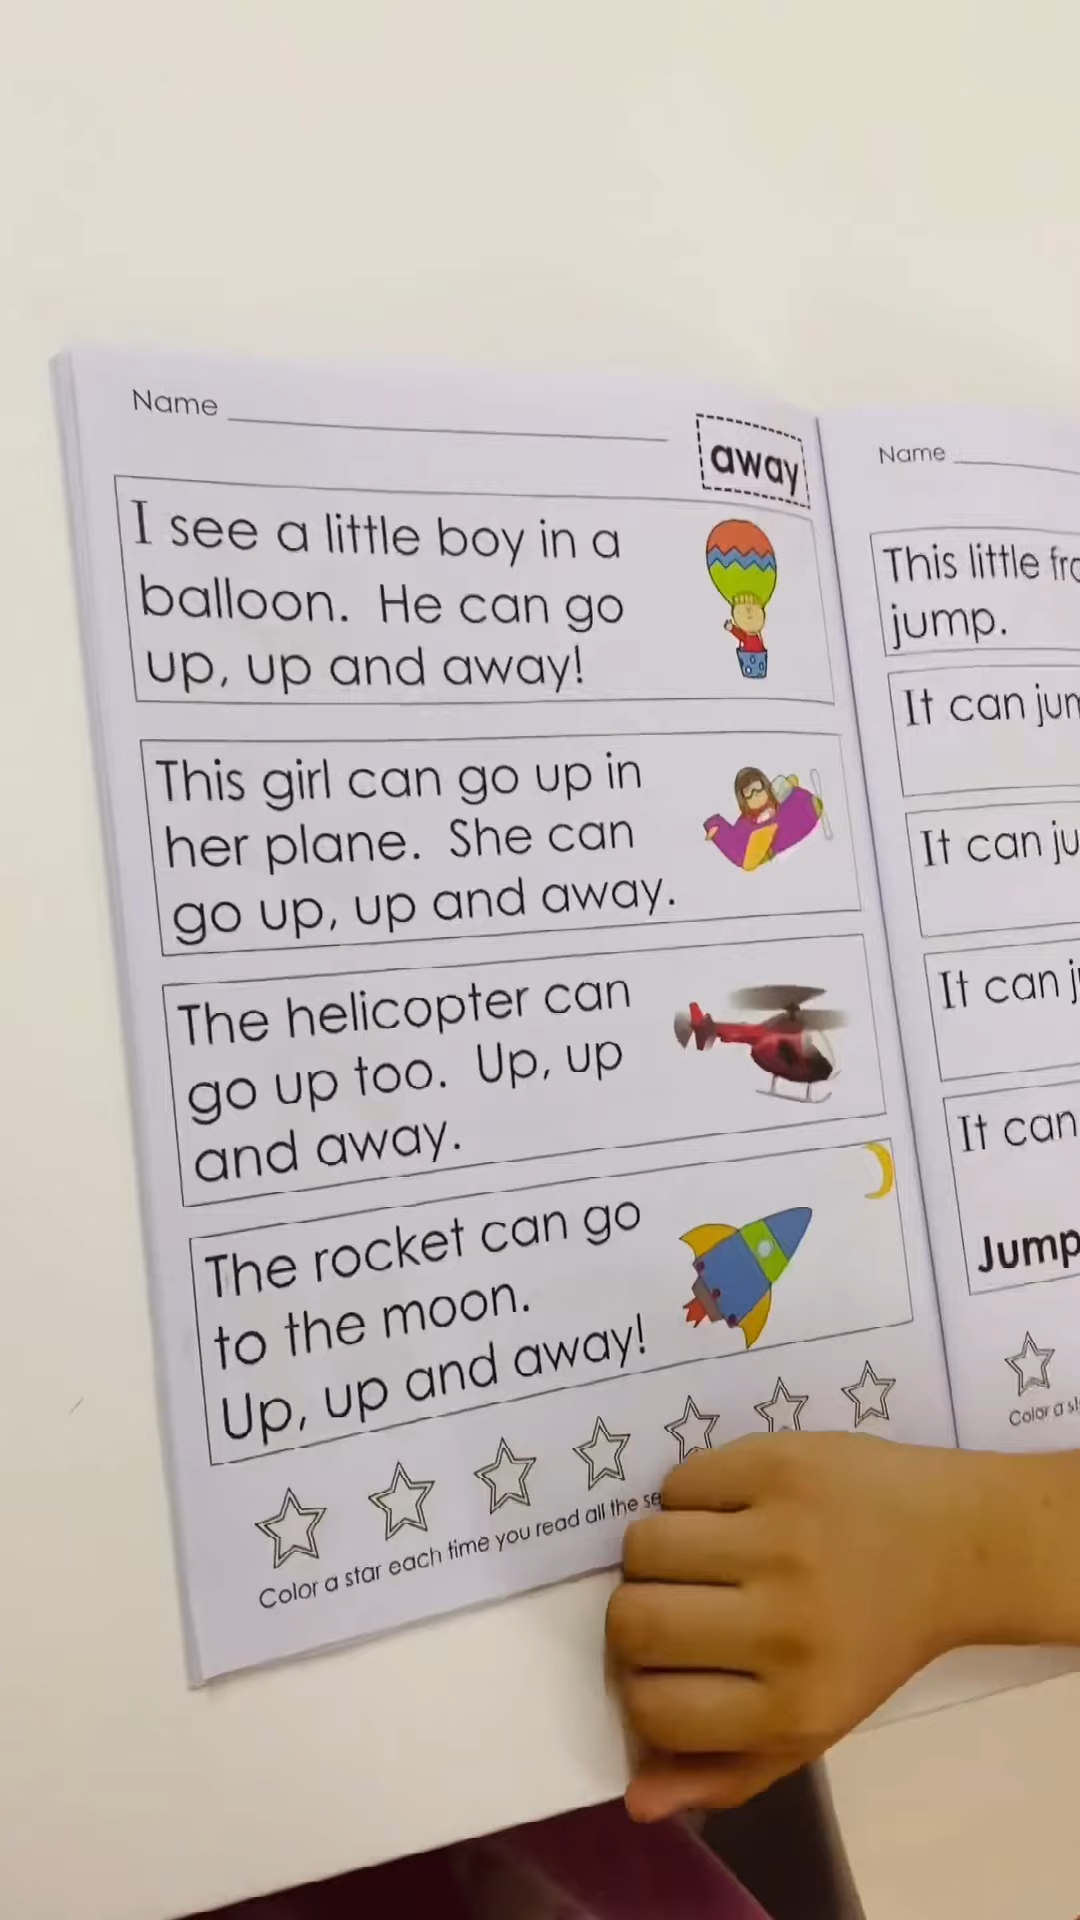 Name
away
I see a little boy in a
balloon. He can go
up, up and away!
This girl can go up in
her plane. She can
go up, up and away.
The helicopter can
go up too. Up, up
and away.
The rocket can go
to the moon.
Up, up and away!
Color a star each time you read all the
Name
This little
jump.
It can
It can
It can
It can
Jump
Color a